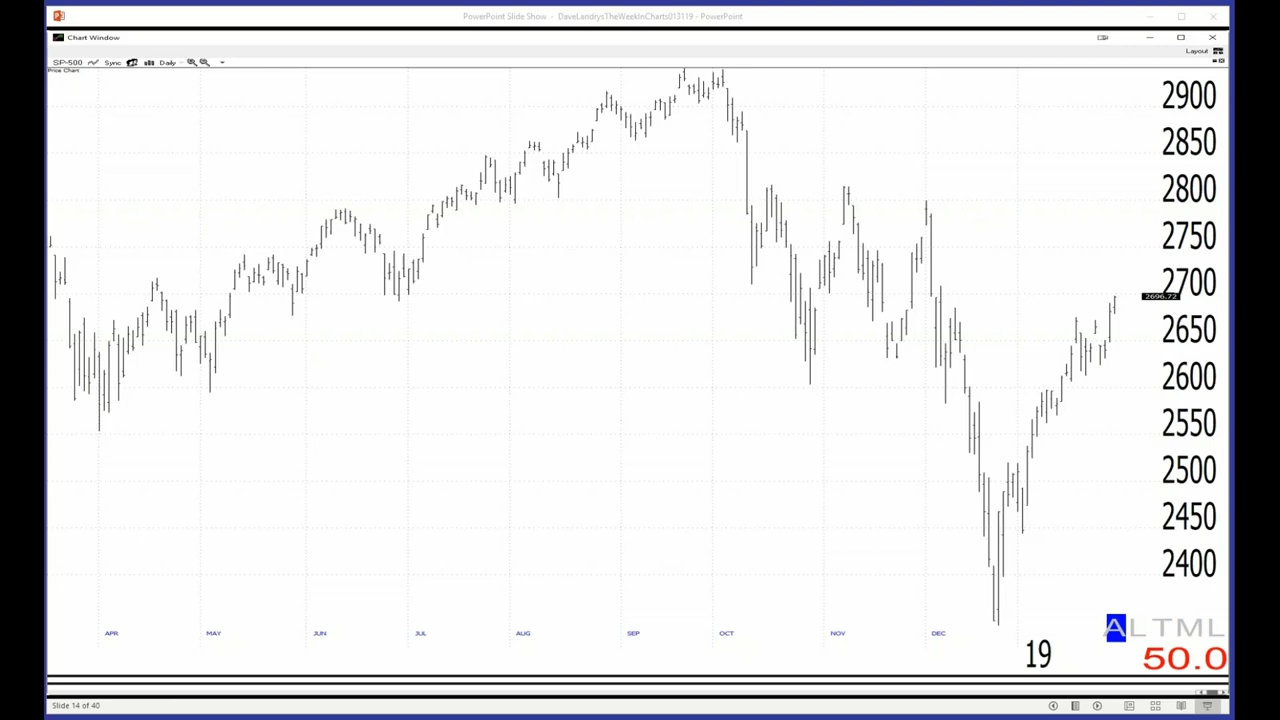 PowerPoint Slide Show - DaveLandrysTheWeekInCharts013119 - PowerPoint
Chart Window
Layout
SP-500 Sync Daily
Price Chart
2900
2850
2800
2750
2700
2696.72
2650
2600
2550
2500
2450
2400
APR MAY JUN JUL AUG SEP OCT NOV DEC
19
ALTML
50.0
Slide 14 of 40